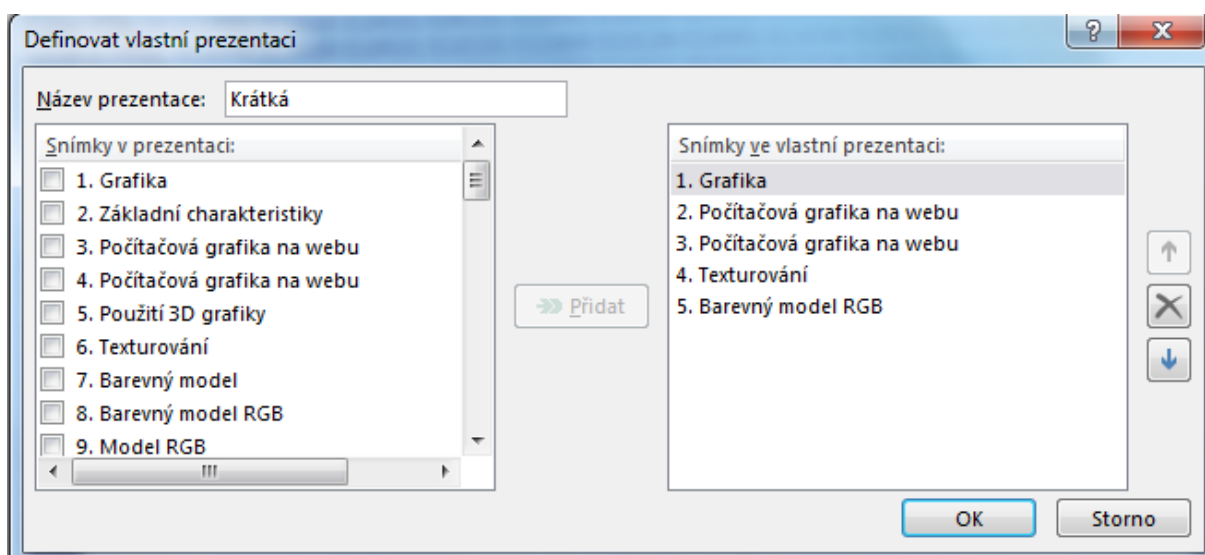 Definovat vlastní prezentaci
Název prezentace: Krátká
Snímky v prezentaci:
1. Grafika
2. Základní charakteristiky
3. Počítačová grafika na webu
4. Počítačová grafika na webu
5. Použití 3D grafiky
6. Texturování
7. Barevný model
8. Barevný model RGB
9. Model RGB
Přidat
Snímky ve vlastní prezentaci:
1. Grafika
2. Počítačová grafika na webu
3. Počítačová grafika na webu
4. Texturování
5. Barevný model RGB
OK Storno